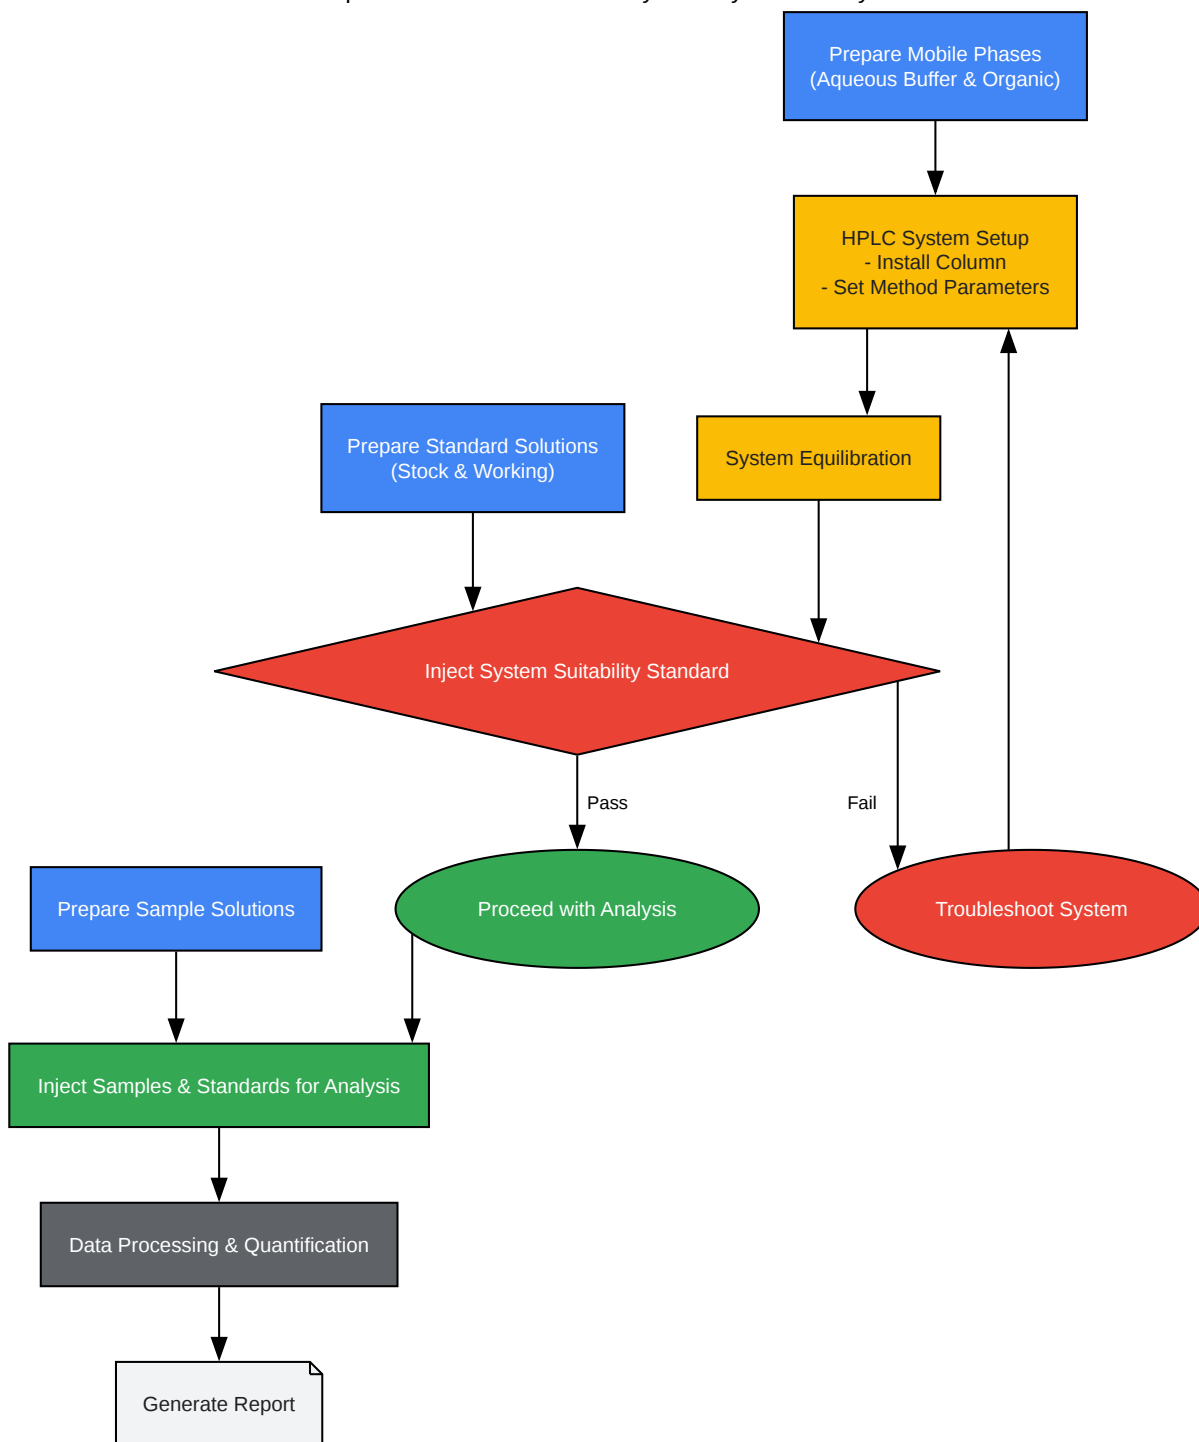 Prepare Mobile Phases
(Aqueous Buffer & Organic)
HPLC System Setup
- Install Column
- Set Method Parameters
Prepare Standard Solutions
(Stock & Working)
System Equilibration
Inject System Suitability Standard
Pass
Fail
Prepare Sample Solutions
Proceed with Analysis
Troubleshoot System
Inject Samples & Standards for Analysis
Data Processing & Quantification
Generate Report